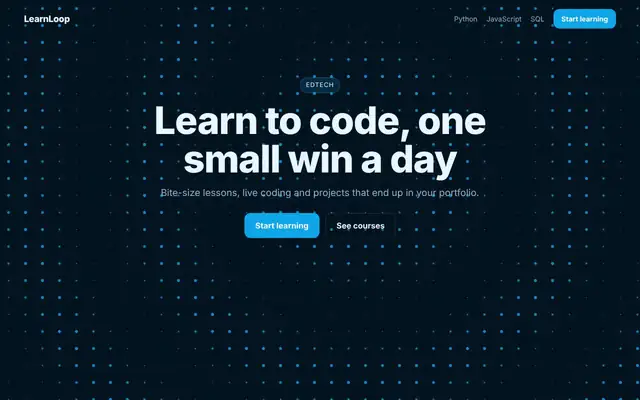 LearnLoop
Python JavaScript SQL Start learning
EDTECH
Learn to code, one
small win a day
Bite-size lessons, live coding and projects that end up in your portfolio.
Start learning See courses